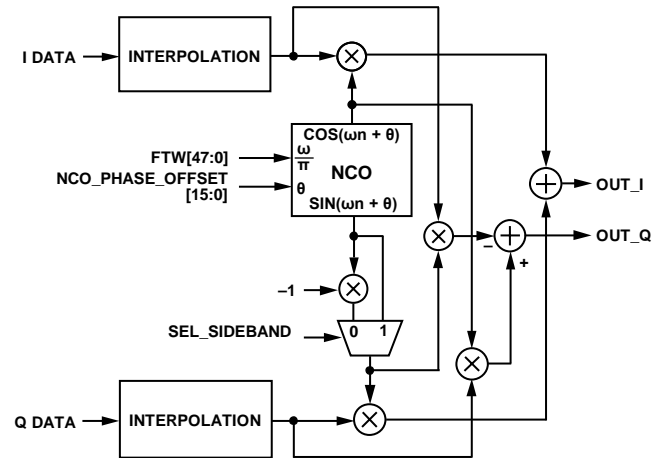 I DATA
INTERPOLATION
×
COS(ωn + θ)
FTW[47:0]
ω
π
NCO
NCO_PHASE_OFFSET
[15:0]
θ
SIN(ωn + θ)
+
OUT_I
×
–
+
OUT_Q
+
–1
×
SEL_SIDEBAND
0 1
×
Q DATA
INTERPOLATION
×